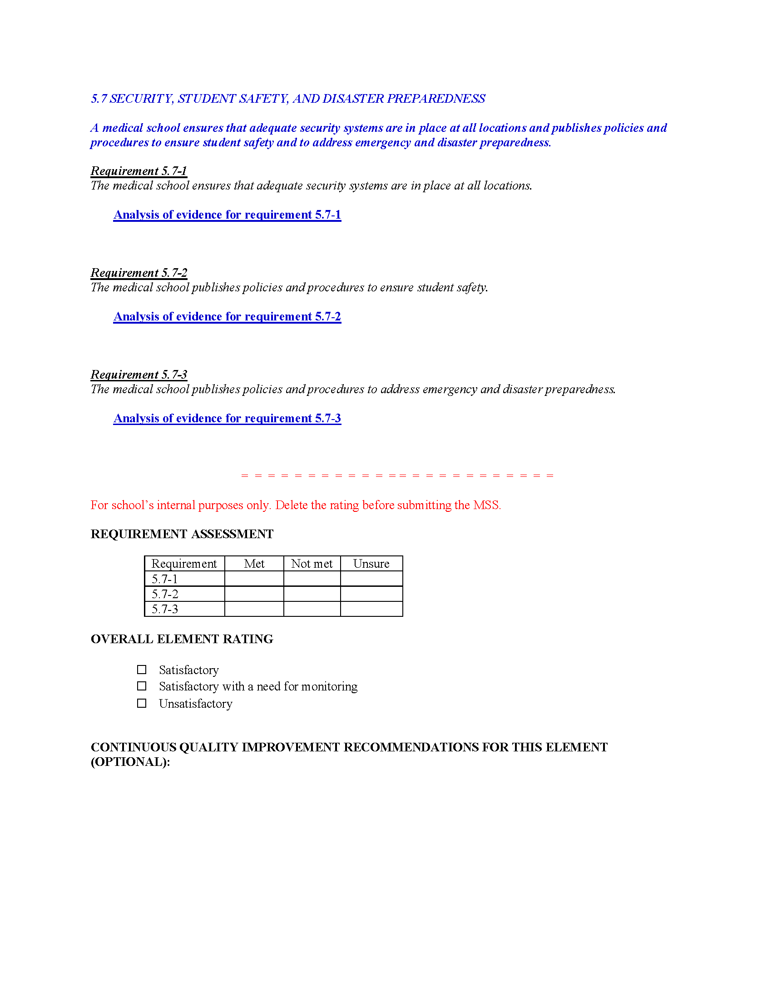 5.7 SECURITY, STUDENT SAFETY, AND DISASTER PREPAREDNESS
A medical school ensures that adequate security systems are in place at all locations and publishes policies and
procedures to ensure student safety and to address emergency and disaster preparedness.
Requirement 5.7-1
The medical school ensures that adequate security systems are in place at all locations.
Analysis of evidence for requirement 5.7-1
Requirement 5.7-2
The medical school publishes policies and procedures to ensure student safety.
Analysis of evidence for requirement 5.7-2
Requirement 5.7-3
The medical school publishes policies and procedures to address emergency and disaster preparedness.
Analysis of evidence for requirement 5.7-3
= = = = = = = = = = = = = = = = = = = = = = = =
For school’s internal purposes only. Delete the rating before submitting the MSS.
REQUIREMENT ASSESSMENT
Requirement Met Not met Unsure
5.7-1
5.7-2
5.7-3
OVERALL ELEMENT RATING
☐ Satisfactory
☐ Satisfactory with a need for monitoring
☐ Unsatisfactory
CONTINUOUS QUALITY IMPROVEMENT RECOMMENDATIONS FOR THIS ELEMENT
(OPTIONAL):